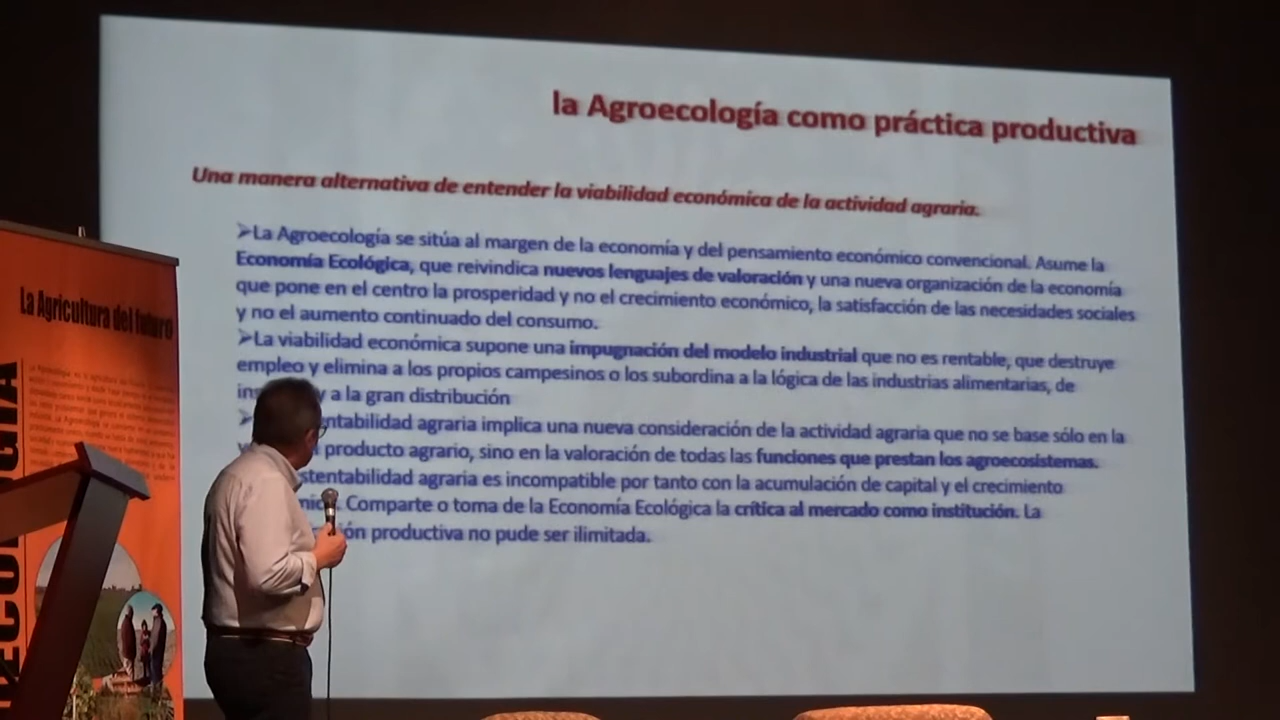 la Agroecología como práctica productiva
Una manera alternativa de entender la viabilidad económica de la actividad agraria.
➢La Agroecología se sitúa al margen de la economía y del pensamiento económico convencional. Asume la
Economía Ecológica, que reivindica nuevos lenguajes de valoración y una nueva organización de la economía
que pone en el centro la prosperidad y no el crecimiento económico, la satisfacción de las necesidades sociales
y no el aumento continuado del consumo.
➢La viabilidad económica supone una impugnación del modelo industrial que no es rentable, que destruye
empleo y elimina a los propios campesinos o los subordina a la lógica de las industrias alimentarias, de
y a la gran distribución
agraria implica una nueva consideración de la actividad agraria que no se base sólo en la
producto agrario, sino en la valoración de todas las funciones que prestan los agroecosistemas.
agraria es incompatible por tanto con la acumulación de capital y el crecimiento
Comparte o toma de la Economía Ecológica la crítica al mercado como institución. La
productiva no pude ser ilimitada.
La Agricultura del futuro